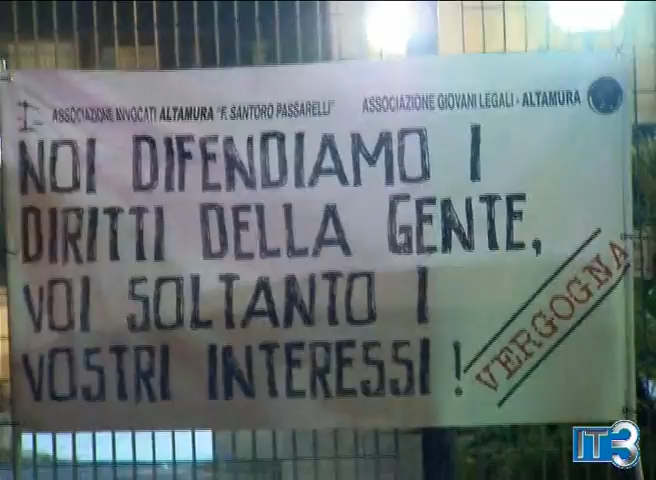 ASSOCIAZIONE AVVOCATI ALTAMURA "F. SANTORO PASSARELLI"
ASSOCIAZIONE GIOVANI LEGALI - ALTAMURA
NOI DIFENDIAMO I
DIRITTI DELLA GENTE,
VOI SOLTANTO I
VOSTRI INTERESSI !
VERGOGNA
IT3